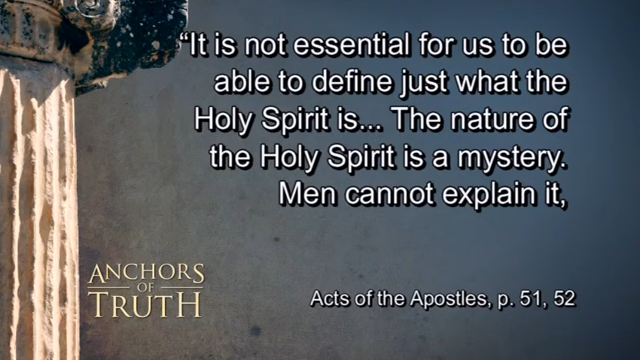 “It is not essential for us to be
able to define just what the
Holy Spirit is... The nature of
the Holy Spirit is a mystery.
Men cannot explain it,
ANCHORS
OF
TRUTH
Acts of the Apostles, p. 51, 52